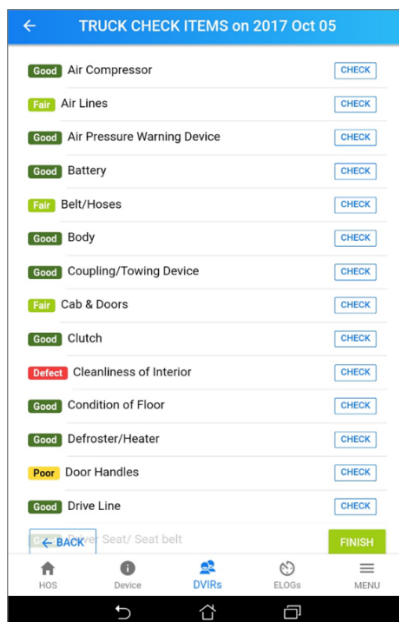 TRUCK CHECK ITEMS on 2017 Oct 05
Good Air Compressor CHECK
Fair Air Lines CHECK
Good Air Pressure Warning Device CHECK
Good Battery CHECK
Fair Belt/Hoses CHECK
Good Body CHECK
Good Coupling/Towing Device CHECK
Fair Cab & Doors CHECK
Good Clutch CHECK
Defect Cleanliness of Interior CHECK
Good Condition of Floor CHECK
Good Defroster/Heater CHECK
Poor Door Handles CHECK
Good Drive Line CHECK
Seat/ Seat belt
BACK FINISH
HOS Device DVIRs ELOGs MENU